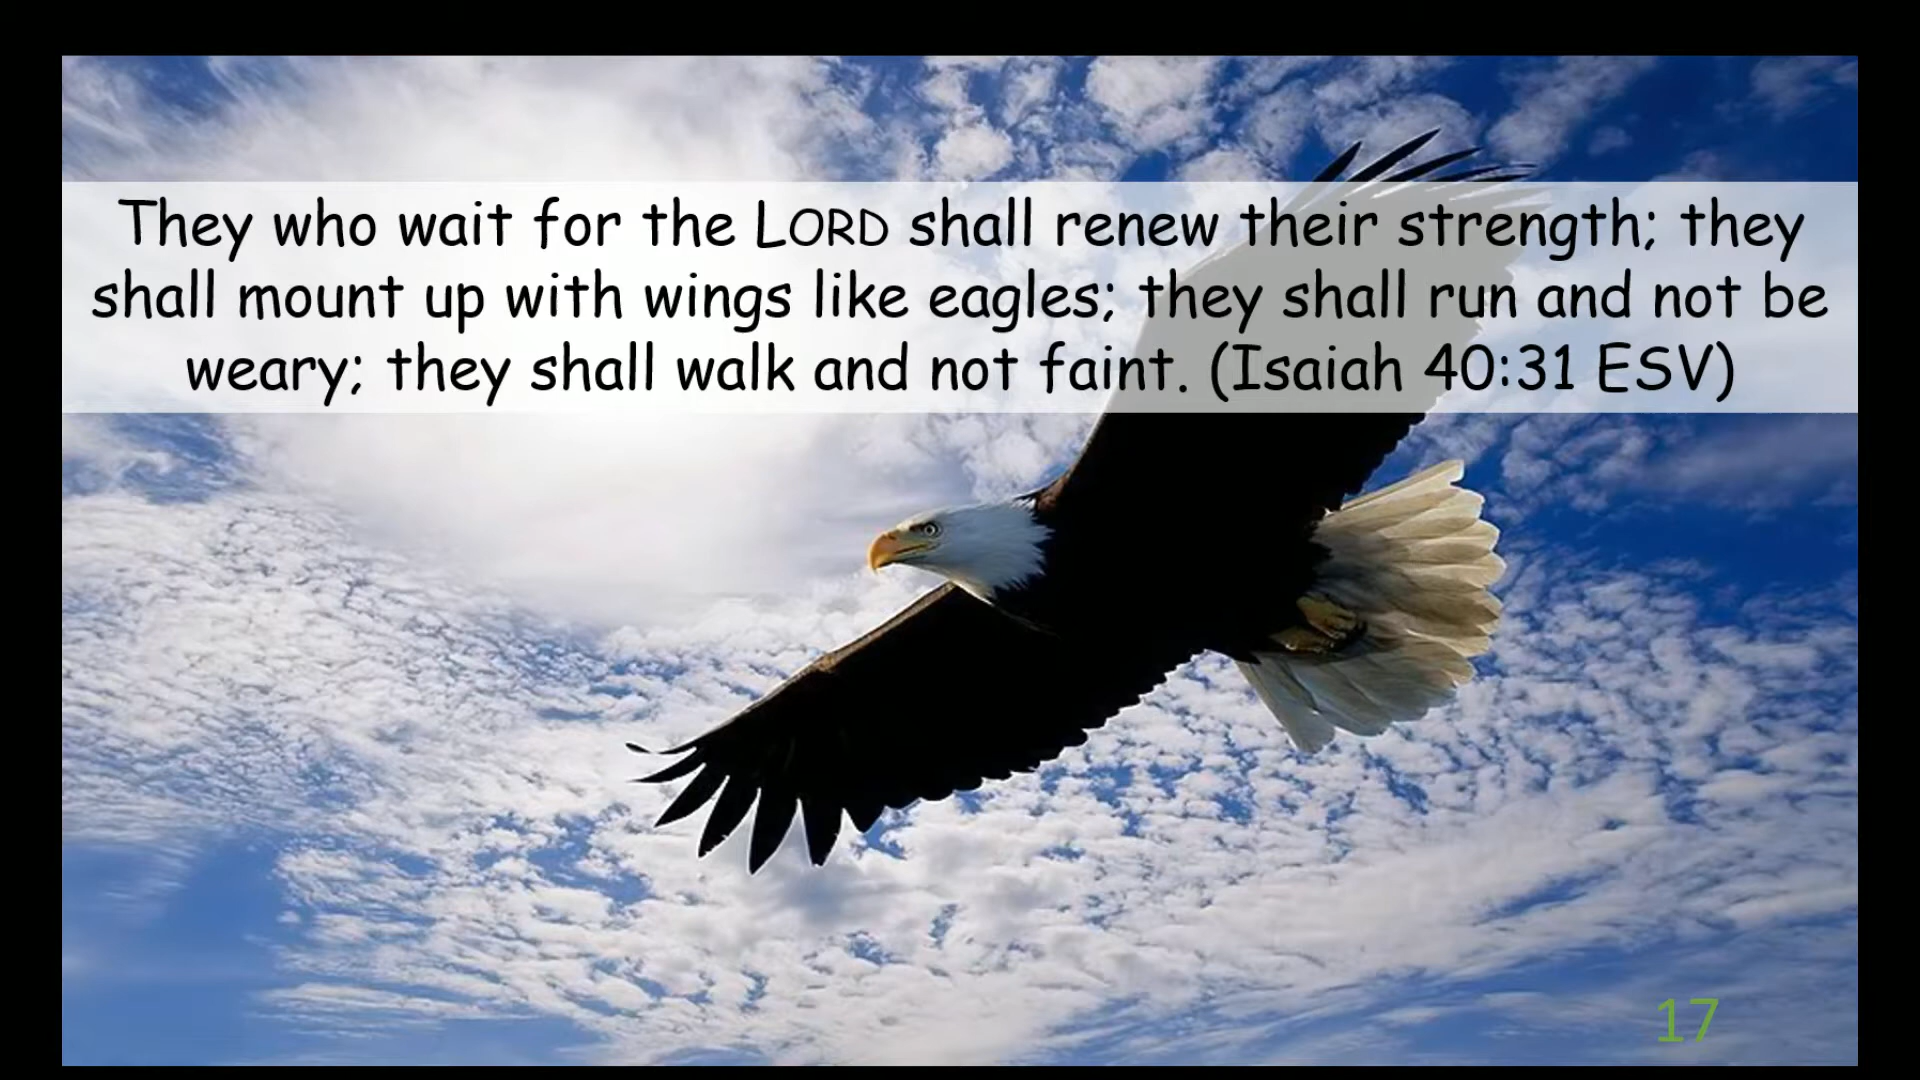 They who wait for the LORD shall renew their strength; they
shall mount up with wings like eagles; they shall run and not be
weary; they shall walk and not faint. (Isaiah 40:31 ESV)
17